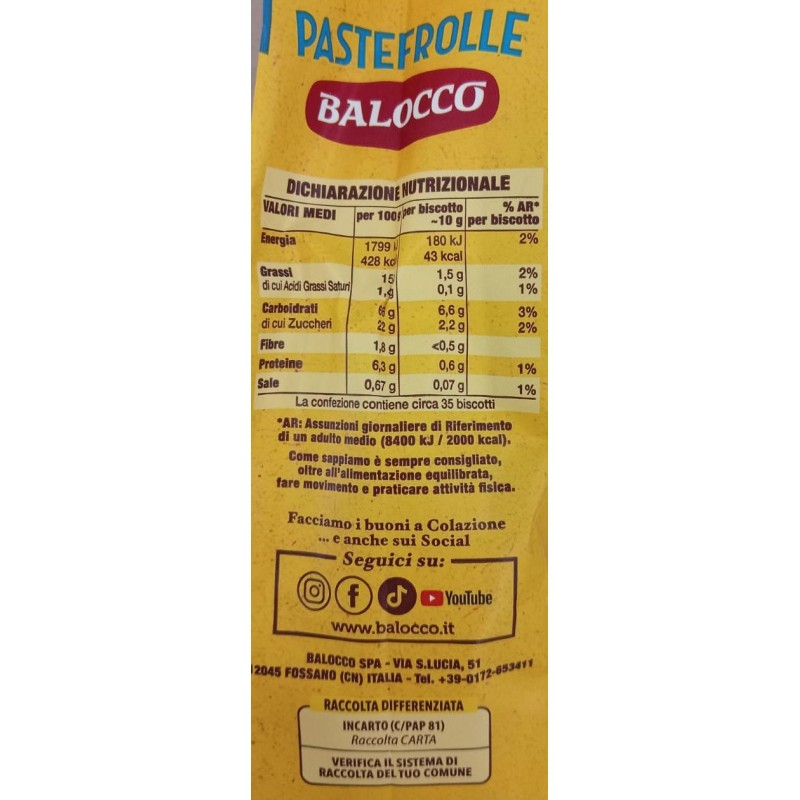 PASTEFROLLE
BALOCCO
DICHIARAZIONE NUTRIZIONALE
VALORI MEDI per 100 per biscotto ~10 g % AR* per biscotto
Energia 1799 180 kJ 2%
428 43 kcal
Grassi 15 1,5 g 2%
di cui Acidi Grassi Saturi 0,1 g 1%
Carboidrati g 6,6 g 3%
di cui Zuccheri 22 g 2,2 g 2%
Fibre 1,8 g <0,5 g
Proteine 6,3 g 0,6 g 1%
Sale 0,67 g 0,07 g 1%
La confezione contiene circa 35 biscotti
*AR: Assunzioni giornaliere di Riferimento
di un adulto medio (8400 kJ / 2000 kcal).
Come sappiamo è sempre consigliato,
oltre all'alimentazione equilibrata,
fare movimento e praticare attività fisica.
Facciamo i buoni a Colazione
... e anche sui Social
Seguici su:
YouTube
www.balocco.it
BALOCCO SPA - VIA S.LUCIA, 51
12045 FOSSANO (CN) ITALIA - Tel. +39-0172-653411
RACCOLTA DIFFERENZIATA
INCARTO (C/PAP 81)
Raccolta CARTA
VERIFICA IL SISTEMA DI
RACCOLTA DEL TUO COMUNE